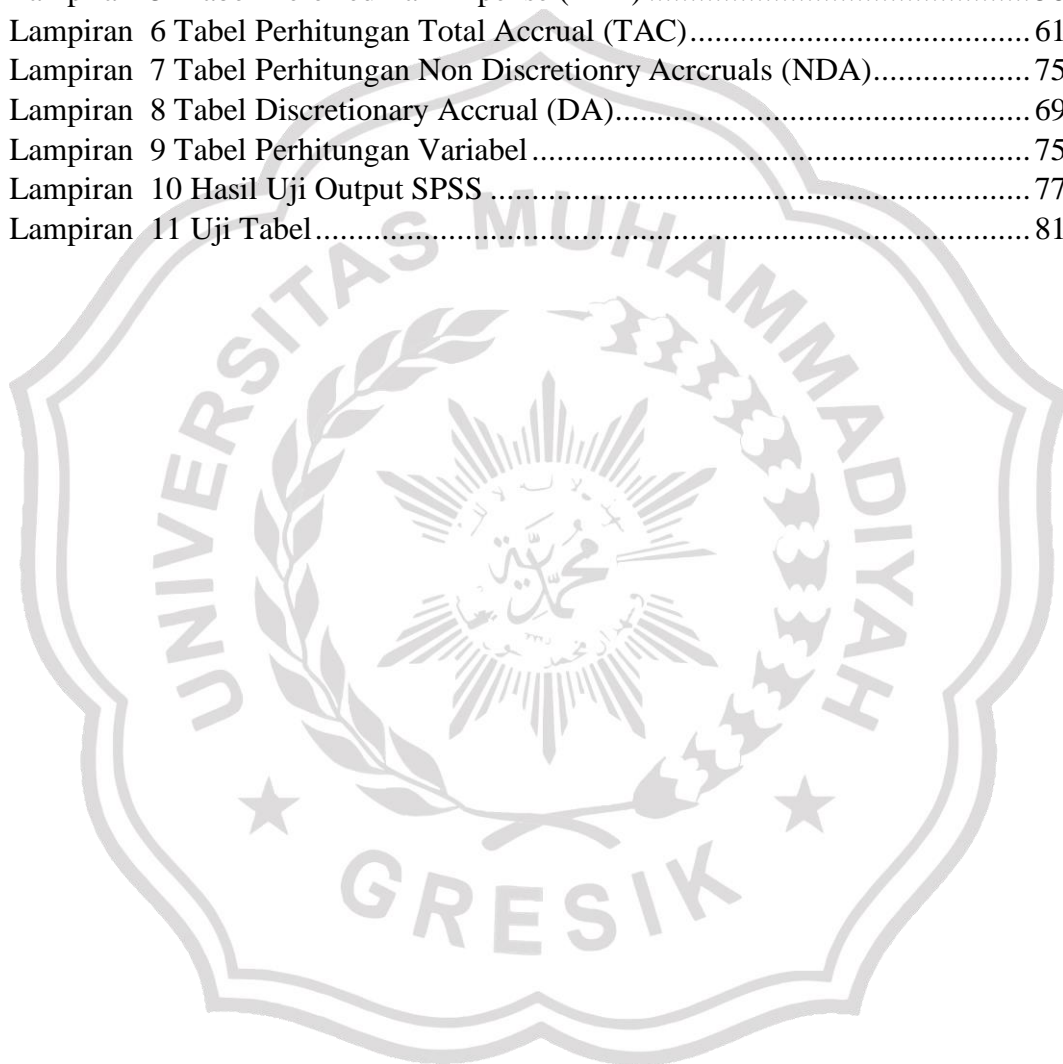 Lampiran 6 Tabel Perhitungan Total Accrual (TAC)..................................... 61
Lampiran 7 Tabel Perhitungan Non Discretionry Acrcruals (NDA)................... 75
Lampiran 8 Tabel Discretionary Accrual (DA).................................................. 69
Lampiran 9 Tabel Perhitungan Variabel............................................................ 75
Lampiran 10 Hasil Uji Output SPSS ................................................................. 77
Lampiran 11 Uji Tabel....................................................................................... 81
UNIVERSITAS MUHAMMADIYAH
GRESIK